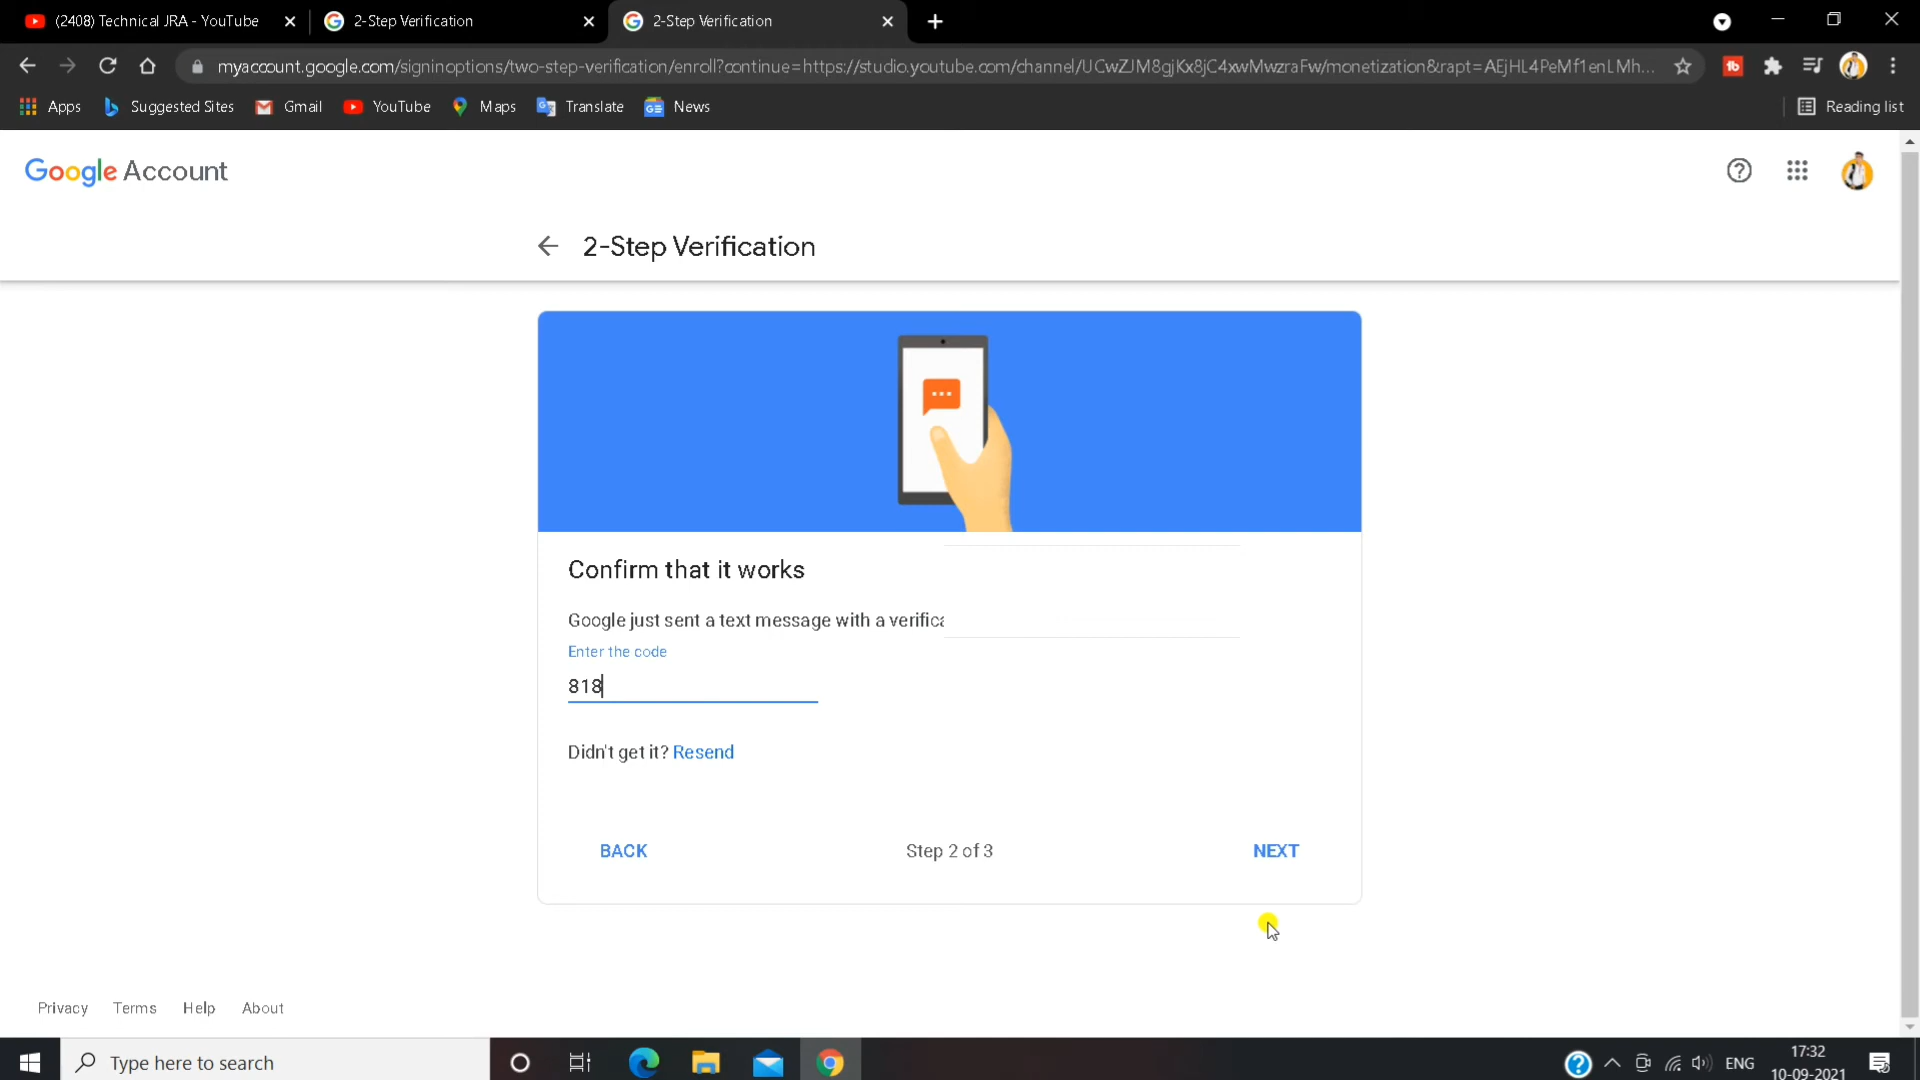 (2408) Technical JRA - YouTube
2-Step Verification
2-Step Verification
myaccount.google.com/signinoptions/two-step-verification/enroll?continue=https://studio.youtube.com/channel/UCwZJM8gjKx8jC4xwMwzraFw/monetization&rapt=AEjHL4PeMf1enLMh...
Apps
Suggested Sites
Gmail
YouTube
Maps
Translate
News
Reading list
Google Account
2-Step Verification
Confirm that it works
Google just sent a text message with a verifica
Enter the code
818
Didn't get it? Resend
BACK
Step 2 of 3
NEXT
Privacy
Terms
Help
About
Type here to search
ENG
17:32
10-09-2021